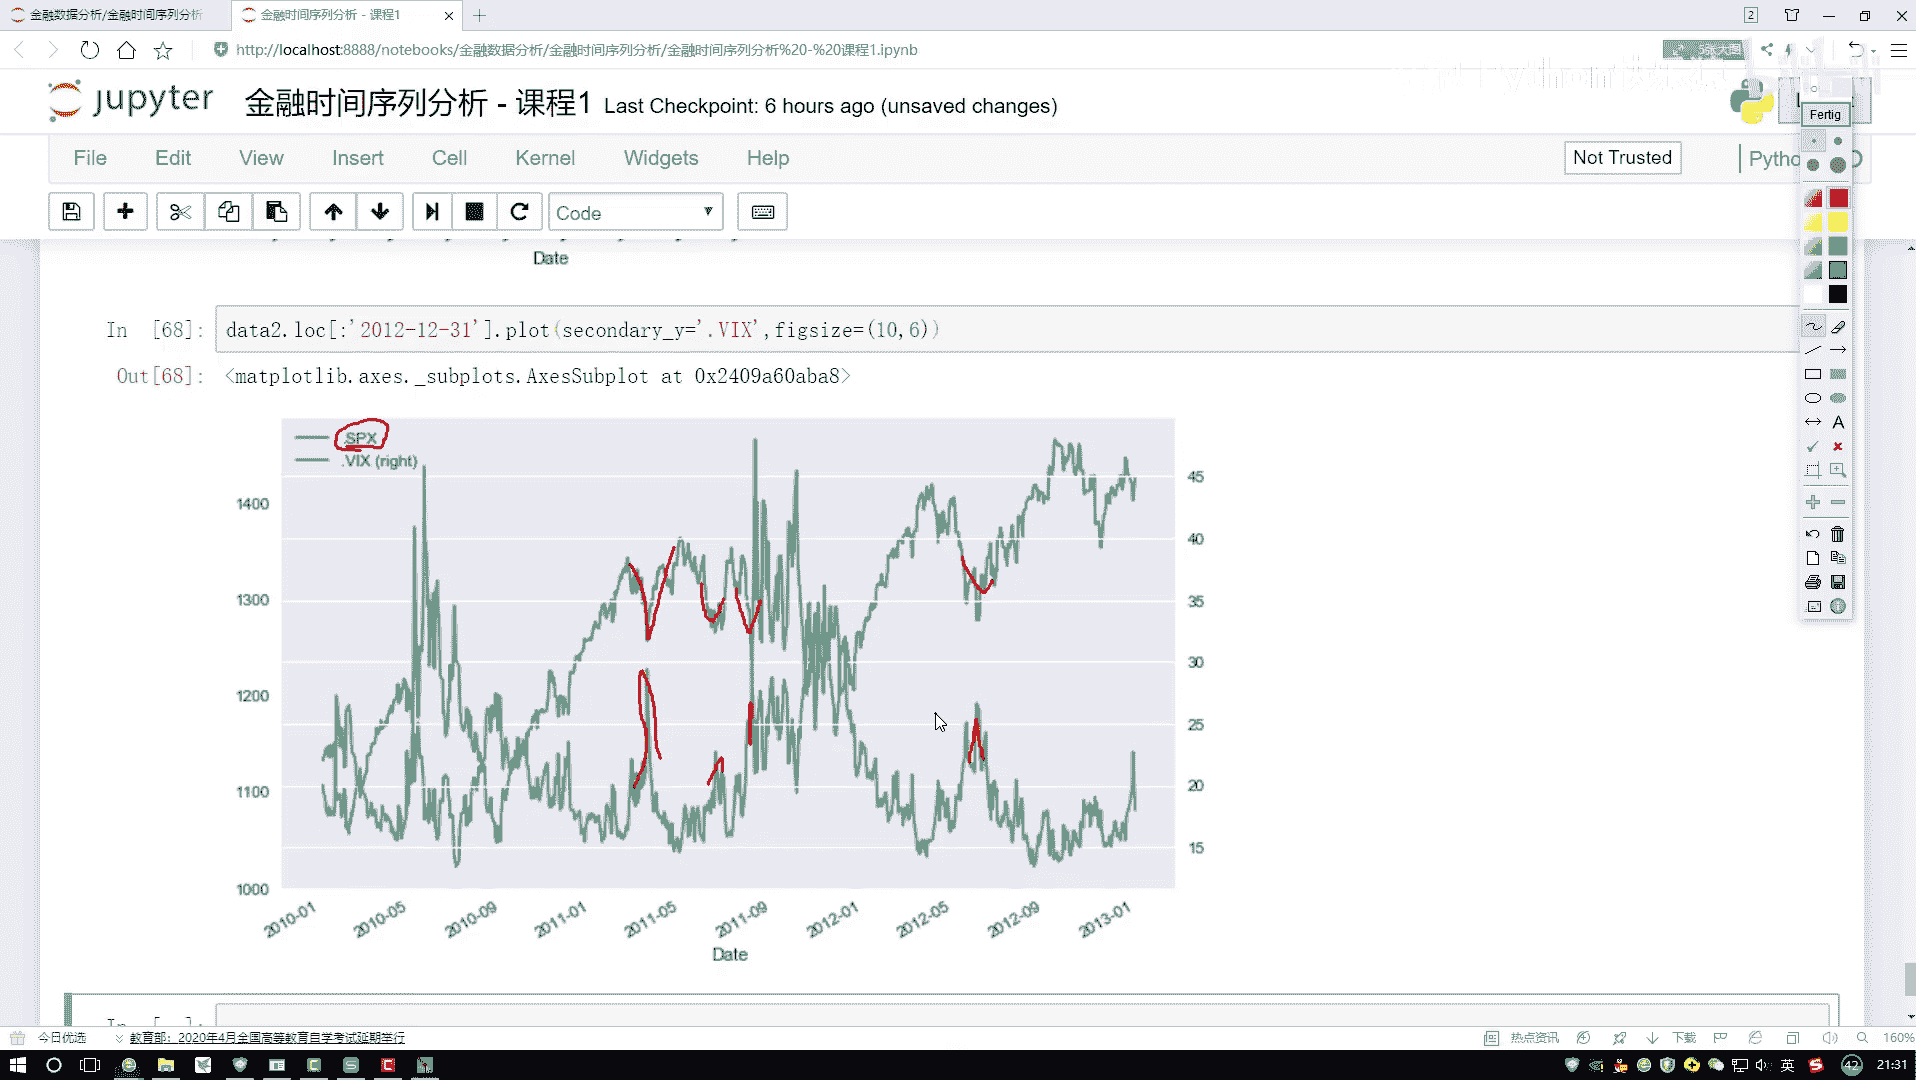 金融数据分析/金融时间序列分析
金融时间序列分析 - 课程1
2
http://localhost:8888/notebooks/金融数据分析/金融时间序列分析/金融时间序列分析%20-%20课程1.ipynb
jupyter
金融时间序列分析 - 课程1 Last Checkpoint: 6 hours ago (unsaved changes)
Fertig
File Edit View Insert Cell Kernel Widgets Help
Not Trusted
Code
Date
In [68]: data2.loc[:'2012-12-31'].plot(secondary_y='.VIX',figsize=(10,6))
Out[68]: <matplotlib.axes._subplots.AxesSubplot at 0x2409a60aba8>
.SPX
.VIX (right)
1400
1300
1200
1100
1000
45
40
35
30
25
20
15
2010-01 2010-05 2010-09 2011-01 2011-05 2011-09 2012-01 2012-05 2012-09 2013-01
Date
今日优选
教育部：2020年4月全国高等教育自学考试延期举行
热点资讯
下载
160%
英
42
21:31